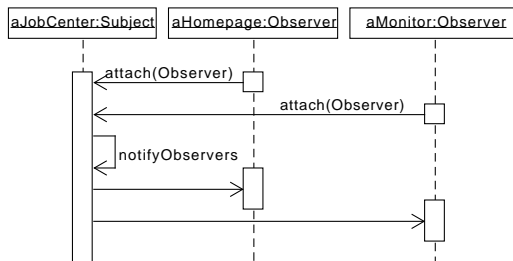 aJobCenter:Subject
aHomepage:Observer
aMonitor:Observer
attach(Observer)
attach(Observer)
notifyObservers